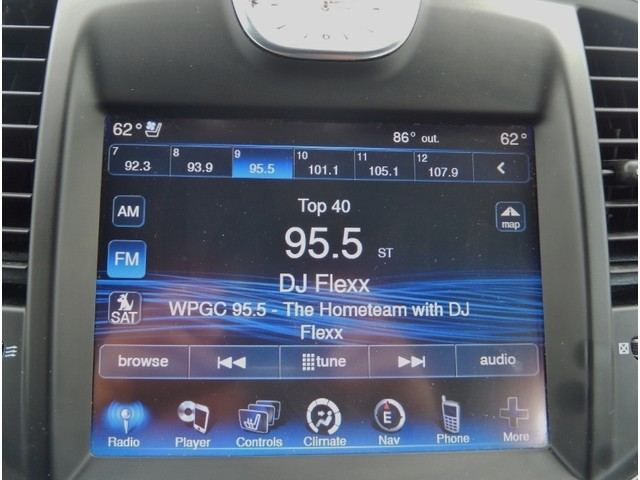 62° 86° out. 62°
7 8 9 10 11 12
92.3 93.9 95.5 101.1 105.1 107.9 <
AM Top 40
map
95.5 ST
FM
DJ Flexx
SAT WPGC 95.5 - The Hometeam with DJ
Flexx
browse tune audio
E
Radio Player Controls Climate Nav Phone More